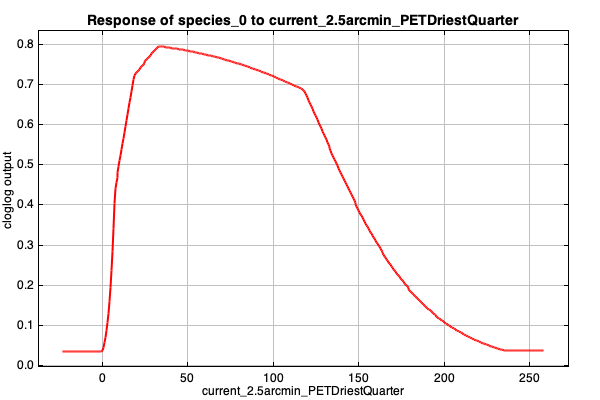 Response of species_0 to current_2.5arcmin_PETDriestQuarter
0.8
0.7
0.6
0.5
0.4
0.3
0.2
0.1
0.0
cloglog output
0 50 100 150 200 250
current_2.5arcmin_PETDriestQuarter